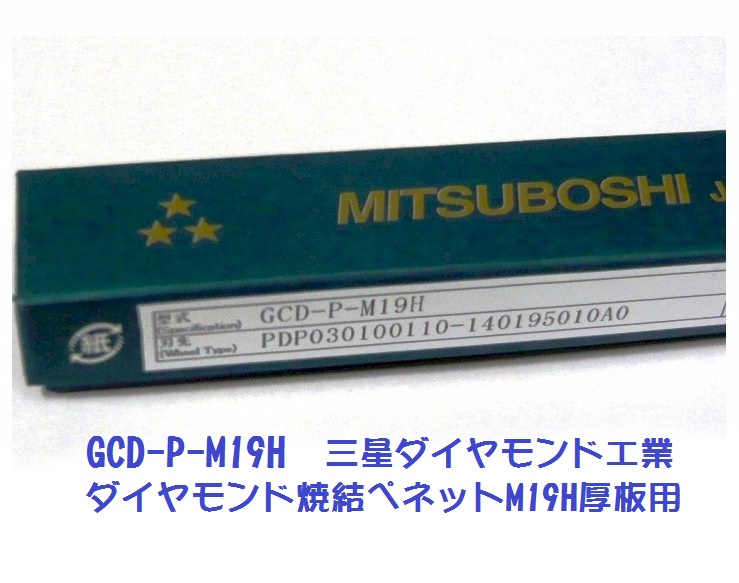 MITSUBOSHI J
型式 GCD-P-M19H
(Specification)
刃先 PDP030100110-140195010A0
(Wheel Type)
紙
GCD-P-M19H 三星ダイヤモンド工業
ダイヤモンド焼結ペネットM19H厚板用